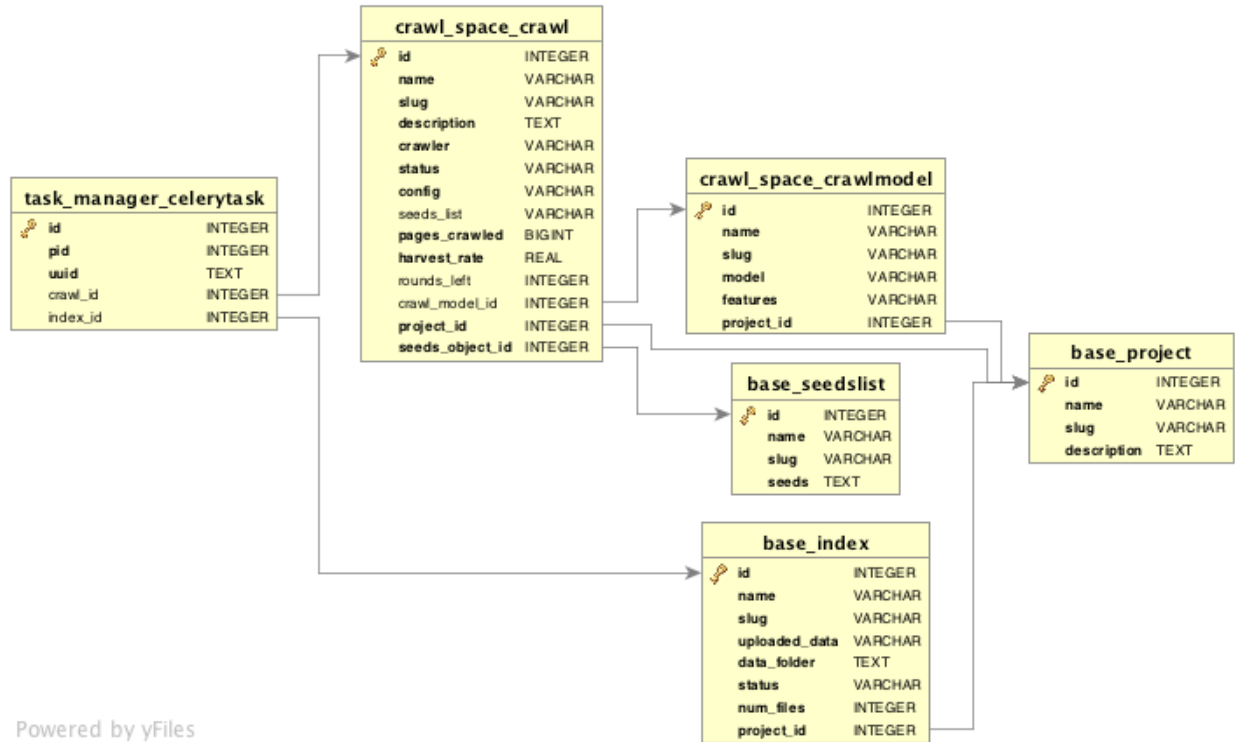 crawl_space_crawl
id INTEGER
name VARCHAR
slug VARCHAR
description TEXT
crawler VARCHAR
status VARCHAR
config VARCHAR
seeds_list VARCHAR
pages_crawled BIGINT
harvest_rate REAL
rounds_left INTEGER
crawl_model_id INTEGER
project_id INTEGER
seeds_object_id INTEGER
task_manager_celerytask
id INTEGER
pid INTEGER
uuid TEXT
crawl_id INTEGER
index_id INTEGER
crawl_space_crawlmodel
id INTEGER
name VARCHAR
slug VARCHAR
model VARCHAR
features VARCHAR
project_id INTEGER
base_project
id INTEGER
name VARCHAR
slug VARCHAR
description TEXT
base_seedslist
id INTEGER
name VARCHAR
slug VARCHAR
seeds TEXT
base_index
id INTEGER
name VARCHAR
slug VARCHAR
uploaded_data VARCHAR
data_folder TEXT
status VARCHAR
num_files INTEGER
project_id INTEGER
Powered by yFiles